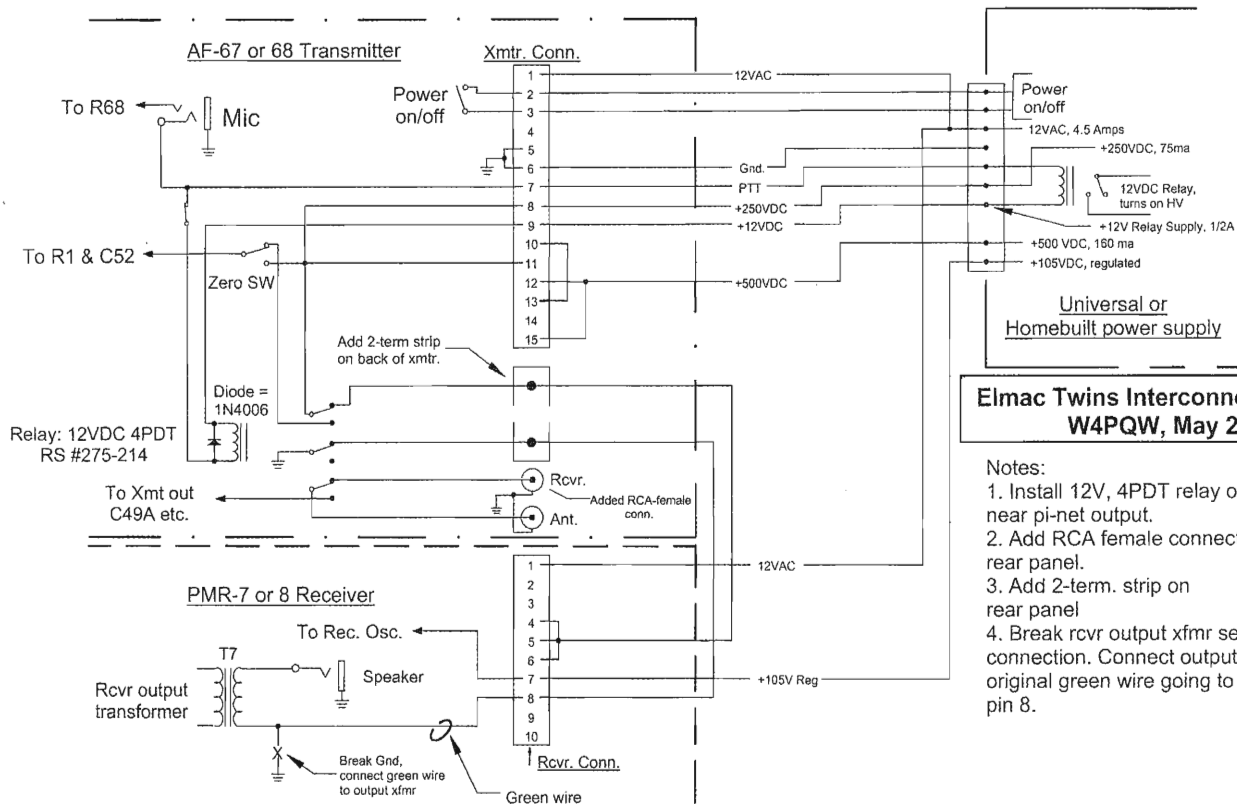 AF-67 or 68 Transmitter
Xmtr. Conn.
To R68
Mic
Power
on/off
1
2
3
4
5
6
7
8
9
10
11
12
13
14
15
12VAC
Gnd.
PTT
+250VDC
+12VDC
+500VDC
Power
on/off
12VAC, 4.5 Amps
+250VDC, 75ma
12VDC Relay,
turns on HV
+12V Relay Supply, 1/2A
+500 VDC, 160 ma
+105VDC, regulated
Universal or
Homebuilt power supply
To R1 & C52
Zero SW
Add 2-term strip
on back of xmtr.
Diode =
1N4006
Relay: 12VDC 4PDT
RS #275-214
To Xmt out
C49A etc.
Rcvr.
Added RCA-female
conn.
Ant.
Elmac Twins Interconne
W4PQW, May 2
Notes:
1. Install 12V, 4PDT relay o
near pi-net output.
2. Add RCA female connect
rear panel.
3. Add 2-term. strip on
rear panel
4. Break rcvr output xfmr se
connection. Connect output
original green wire going to
pin 8.
PMR-7 or 8 Receiver
1
2
3
4
5
6
7
8
9
10
12VAC
+105V Reg
To Rec. Osc.
T7
Speaker
Rcvr output
transformer
X
Break Gnd,
connect green wire
to output xfmr
Green wire
Rcvr. Conn.